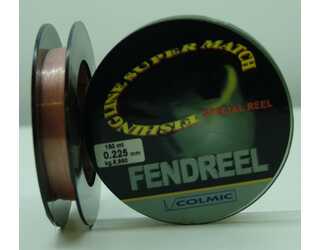 FISHING LINE SUPER MATCH
SPECIAL REEL
150 mt
0.225 mm
FENDREEL
COLMIC